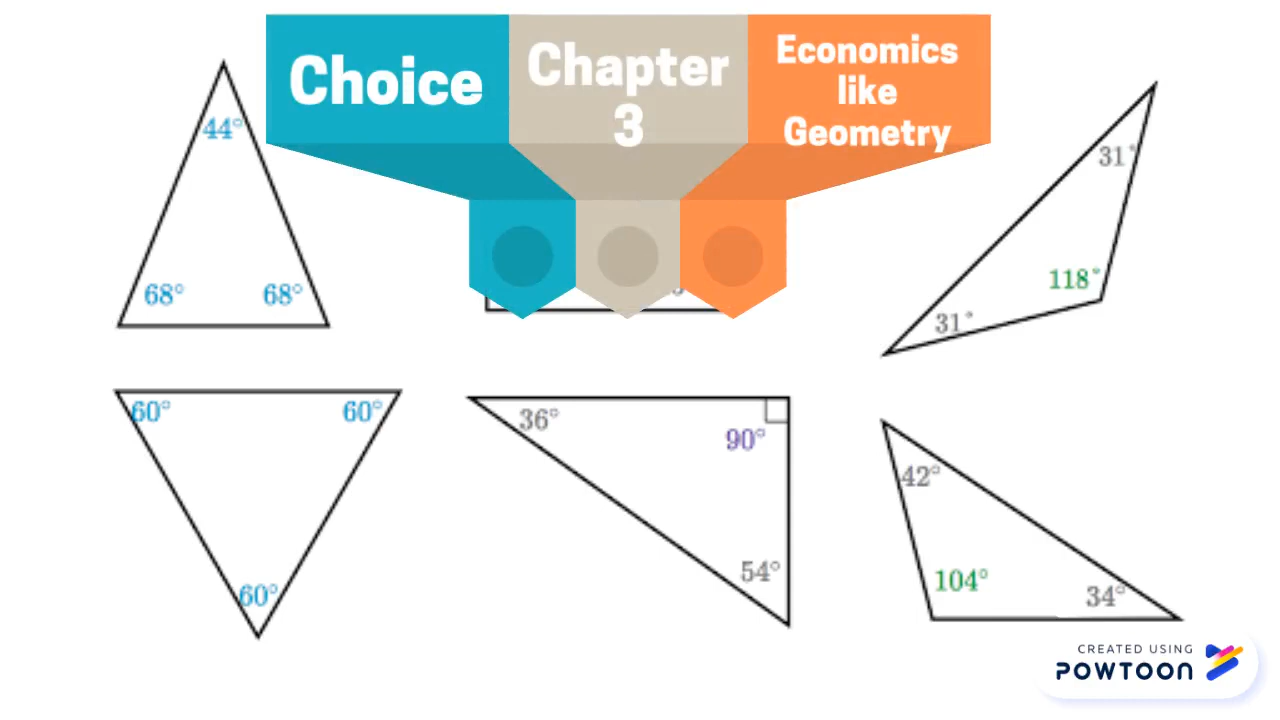 Choice
Chapter
3
Economics
like
Geometry
44°
68°
68°
31°
118°
31°
60°
60°
60°
36°
90°
54°
42°
104°
34°
CREATED USING
POWTOON